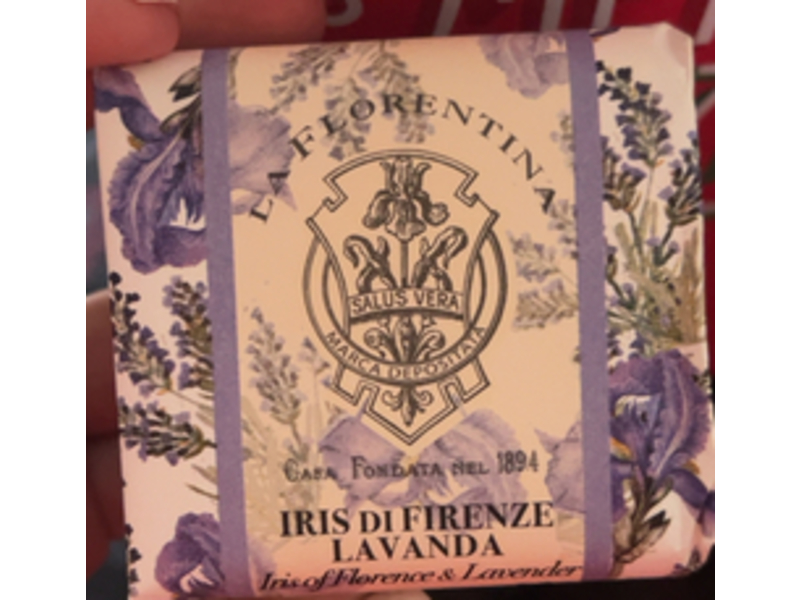 LA FLORENTINA
SALUS VERA
MARCA DEPOSITATA
CASA FONDATA NEL 1894
IRIS DI FIRENZE
LAVANDA
Iris of Florence & Lavender